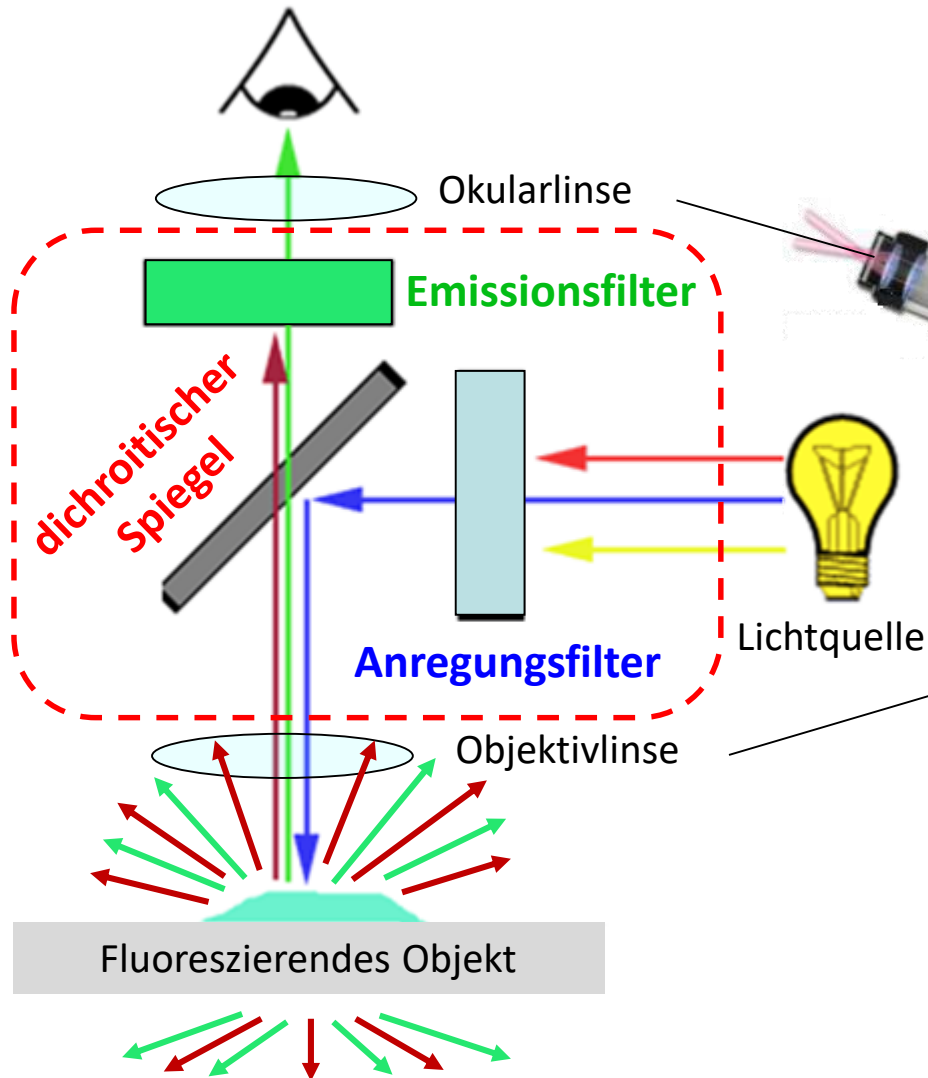 Okularlinse
Emissionsfilter
dichroitischer
Spiegel
Anregungsfilter
Lichtquelle
Objektivlinse
Fluoreszierendes Objekt